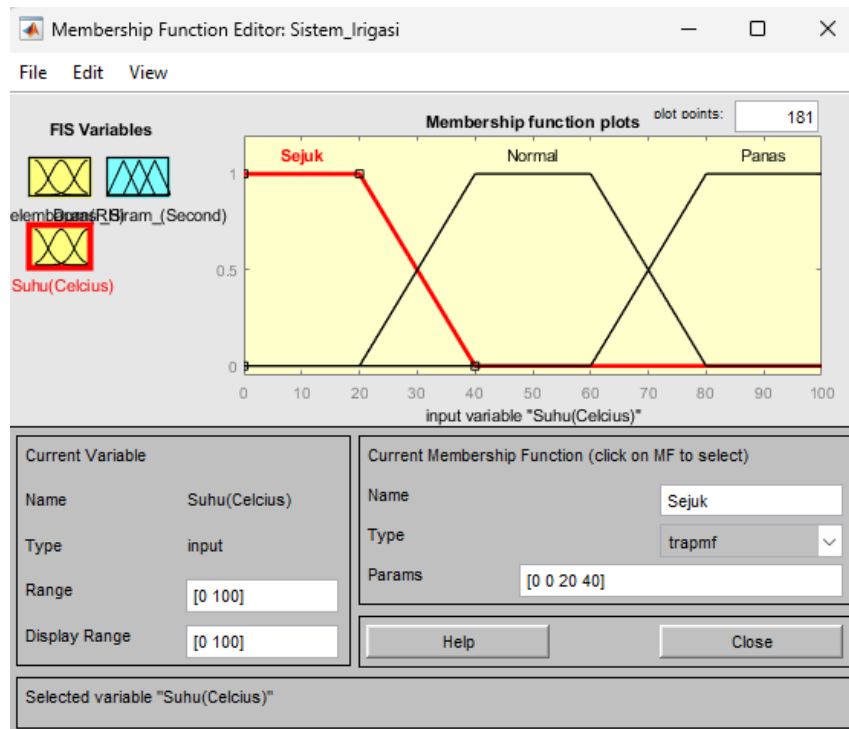 Membership Function Editor: Sistem_Irigasi
File Edit View
FIS Variables
Membership function plots plot points: 181
Sejuk Normal Panas
1
0.5
0
0 10 20 30 40 50 60 70 80 90 100
input variable "Suhu(Celcius)"
Siram_(Second)
Suhu(Celcius)
Current Variable
Name Suhu(Celcius)
Type input
Range [0 100]
Display Range [0 100]
Current Membership Function (click on MF to select)
Name Sejuk
Type trapmf
Params [0 0 20 40]
Help Close
Selected variable "Suhu(Celcius)"